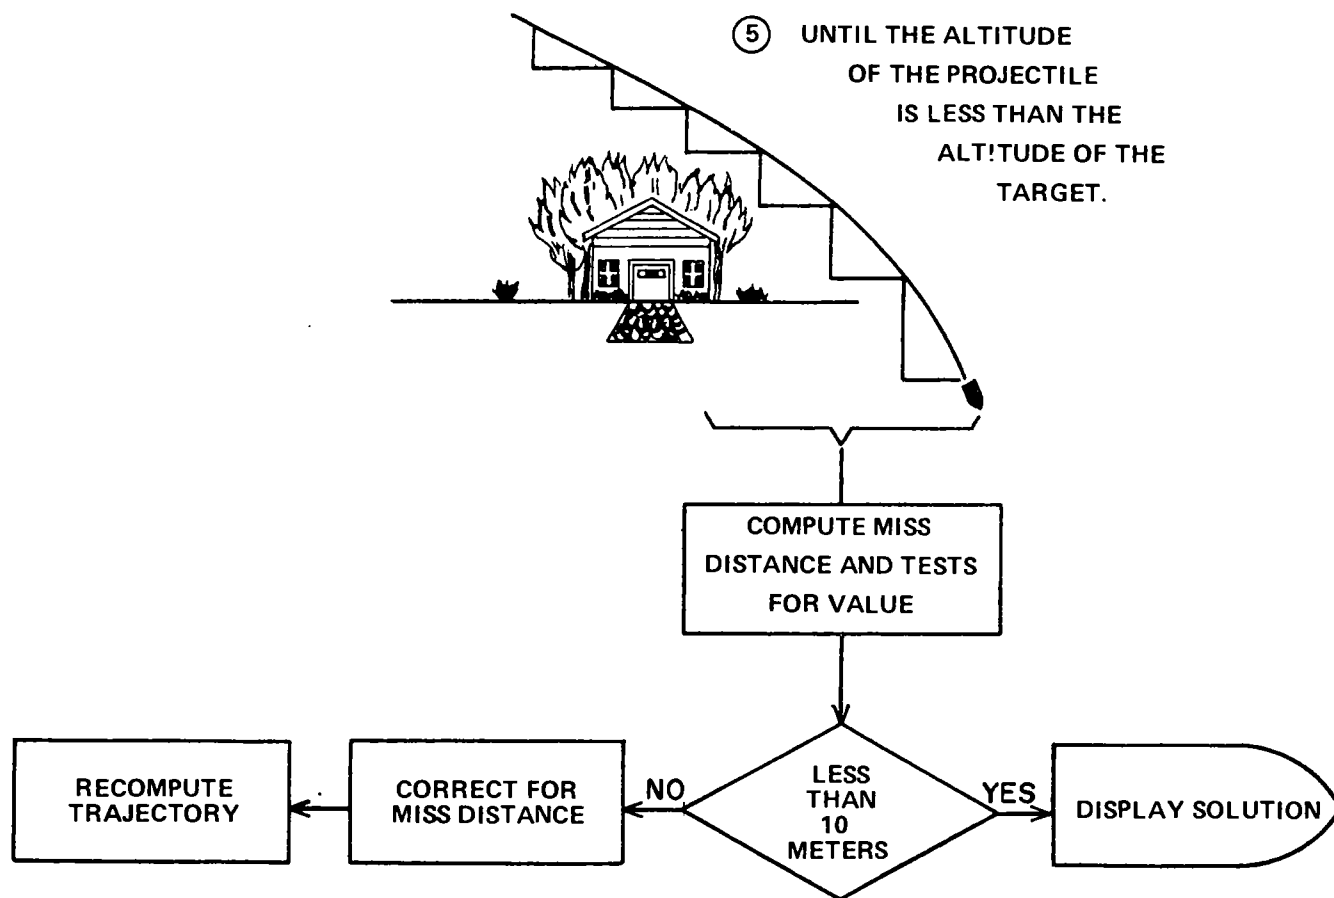 5 UNTIL THE ALTITUDE
OF THE PROJECTILE
IS LESS THAN THE
ALT!TUDE OF THE
TARGET.
COMPUTE MISS
DISTANCE AND TESTS
FOR VALUE
LESS
THAN
10
METERS
NO
YES
CORRECT FOR
MISS DISTANCE
RECOMPUTE
TRAJECTORY
DISPLAY SOLUTION